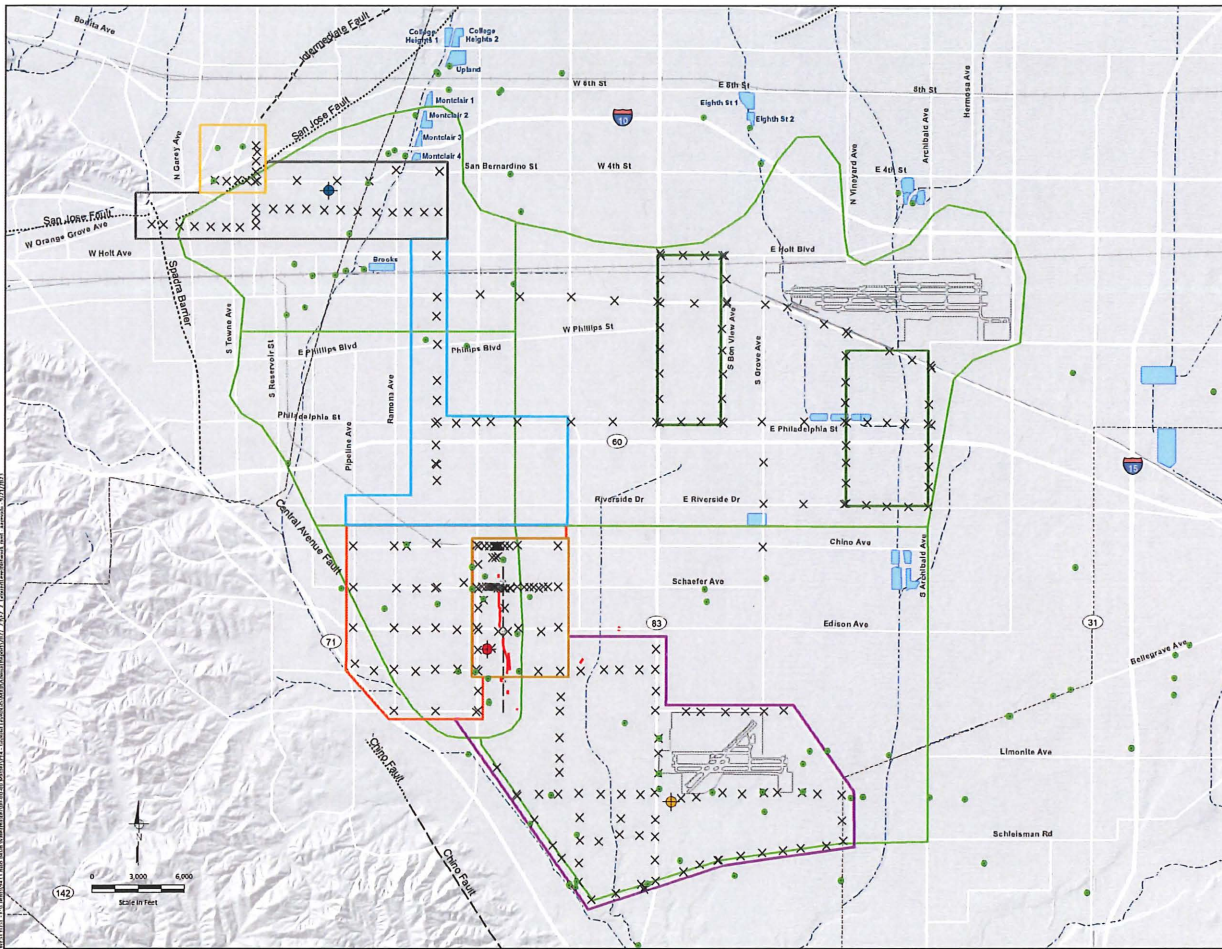 Bonita Ave
Intermediate Fault
College
Heights 1
College
Heights 2
Upland
W 6th St
E 6th St
8th St
Hermosa Ave
Montclair 1
Montclair 2
Montclair 3
Montclair 4
Eighth St 1
Eighth St 2
10
San Jose Fault
N Garey Ave
San Bernardino St
W 4th St
N Vineyard Ave
Archibald Ave
E 4th St
San Jose Fault
W Orange Grove Ave
W Holt Ave
E Holt Blvd
Brooks
Spadra Barrier
S Towne Ave
S Reservoir St
E Phillips Blvd
Phillips Blvd
W Phillips St
S Bon View Ave
S Grove Ave
Ramona Ave
Pipeline Ave
Philadelphia St
E Philadelphia St
60
15
Riverside Dr
E Riverside Dr
Central Avenue Fault
Chino Ave
S Archibald Ave
Schaefer Ave
83
Edison Ave
71
31
Bellegrave Ave
Chino Fault
Limonite Ave
Schleisman Rd
Chino Fault
N
142
0
3,000
6,000
Scale in Feet